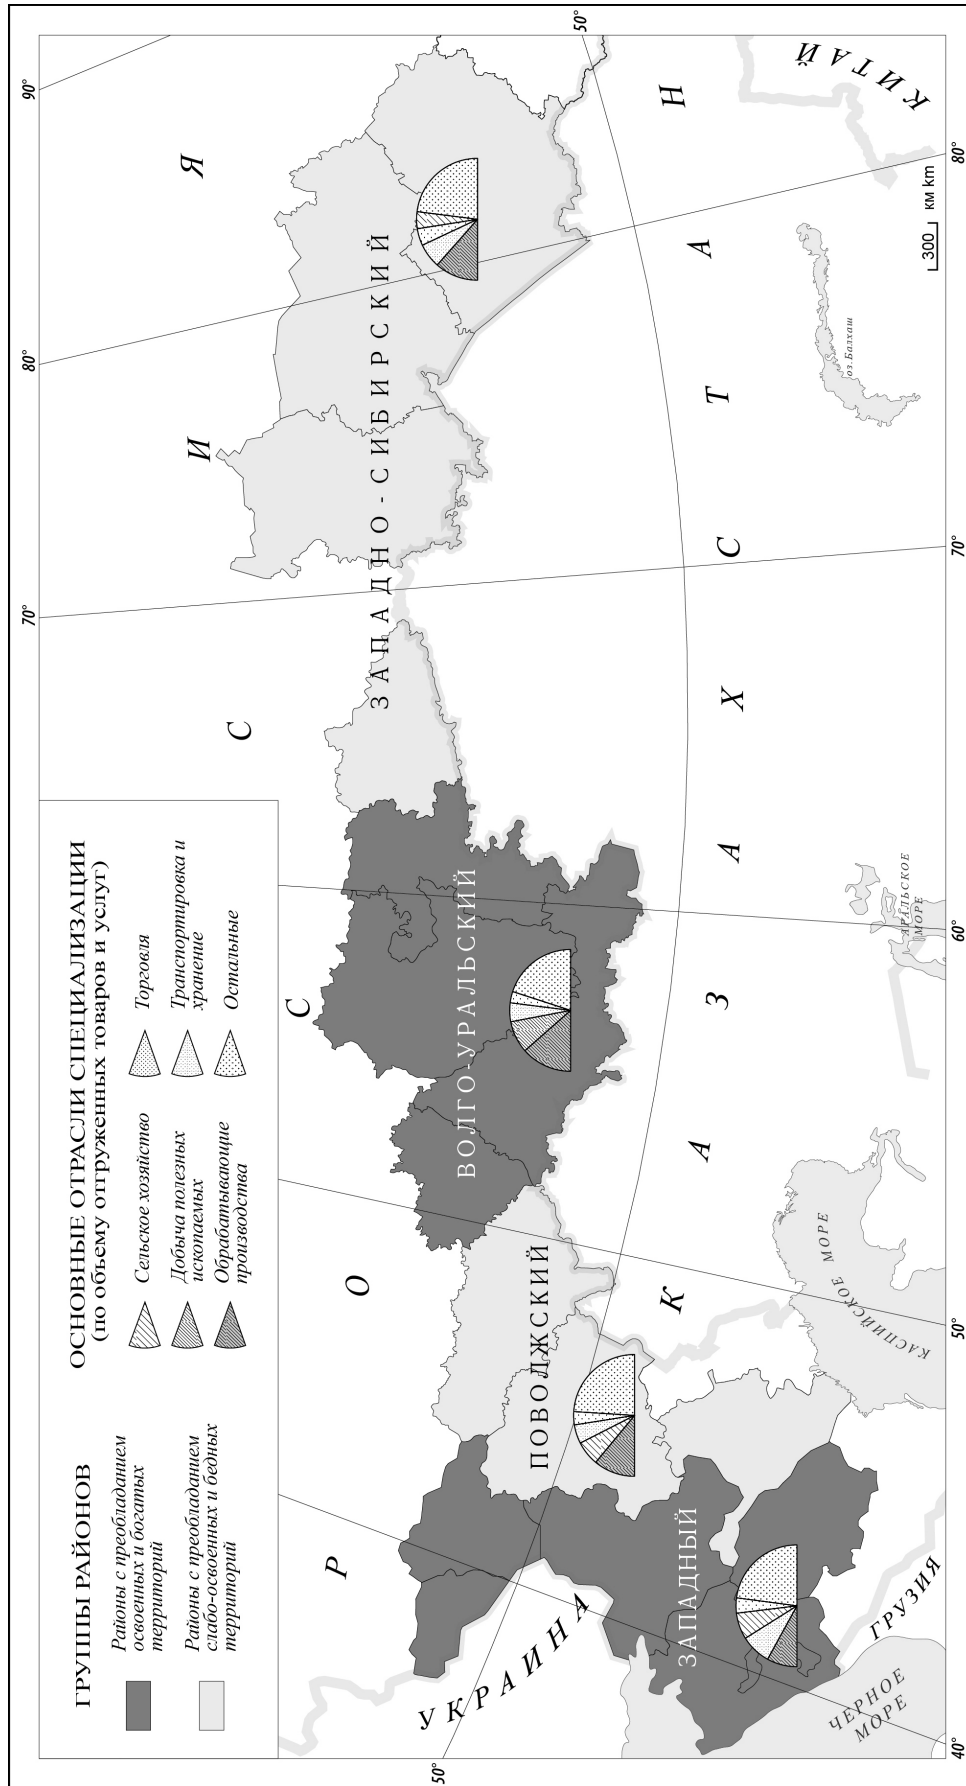 ГРУППЫ РАЙОНОВ
Районы с преобладанием
освоенных и богатых
территорий
Районы с преобладанием
слабо-освоенных и бедных
территорий
ОСНОВНЫЕ ОТРАСЛИ СПЕЦИАЛИЗАЦИИ
(по объему отгруженных товаров и услуг)
Сельское хозяйство
Добыча полезных
ископаемых
Обрабатывающие
производства
Торговля
Транспортировка и
хранение
Остальные
70°
80°
90°
50°
50°
40°
50°
60°
70°
80°
РОССИЯ
КАЗАХСТАН
УКРАИНА
ГРУЗИЯ
КИТАЙ
ЗАПАДНЫЙ
ПОВОЛЖСКИЙ
ВОЛГО-УРАЛЬСКИЙ
ЗАПАДНО-СИБИРСКИЙ
ЧЕРНОЕ
МОРЕ
КАСПИЙСКОЕ МОРЕ
АРАЛЬСКОЕ
МОРЕ
оз.Балхаш
300 км km